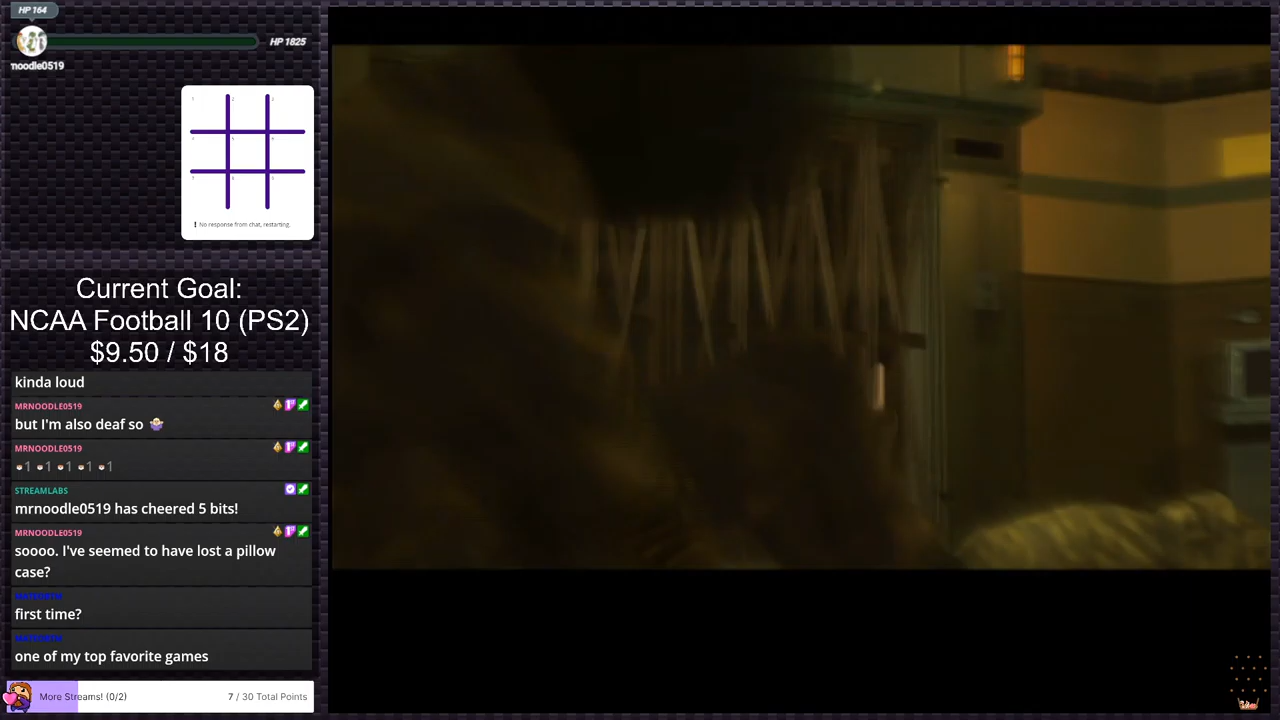 HP 164
HP 1825
noodle0519
! No response from chat, restarting.
Current Goal:
NCAA Football 10 (PS2)
$9.50 / $18
kinda loud
MRNOODLE0519
but I'm also deaf so
MRNOODLE0519
1 1 1 1 1
STREAMLABS
mrnoodle0519 has cheered 5 bits!
MRNOODLE0519
soooo. I've seemed to have lost a pillow
case?
first time?
one of my top favorite games
More Streams! (0/2)
7 / 30 Total Points